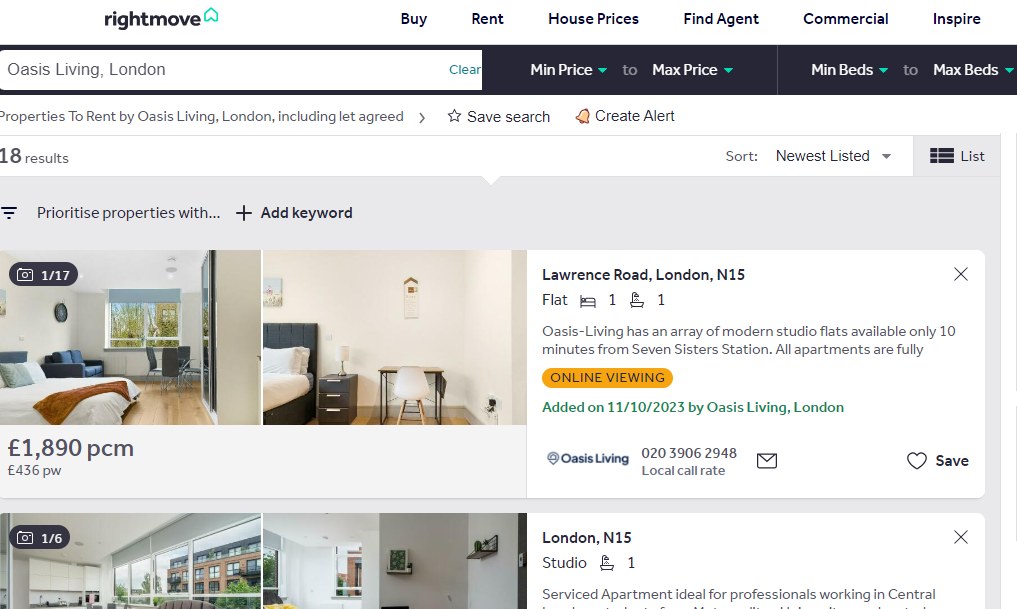 rightmove
Buy Rent House Prices Find Agent Commercial Inspire
Oasis Living, London Clear Min Price to Max Price Min Beds to Max Beds
Properties To Rent by Oasis Living, London, including let agreed Save search Create Alert
18 results Sort: Newest Listed List
Prioritise properties with... Add keyword
1/17
Lawrence Road, London, N15
Flat 1 1
Oasis-Living has an array of modern studio flats available only 10
minutes from Seven Sisters Station. All apartments are fully
ONLINE VIEWING
Added on 11/10/2023 by Oasis Living, London
£1,890 pcm
£436 pw
Oasis Living 020 3906 2948
Local call rate
Save
1/6
London, N15
Studio 1
Serviced Apartment ideal for professionals working in Central